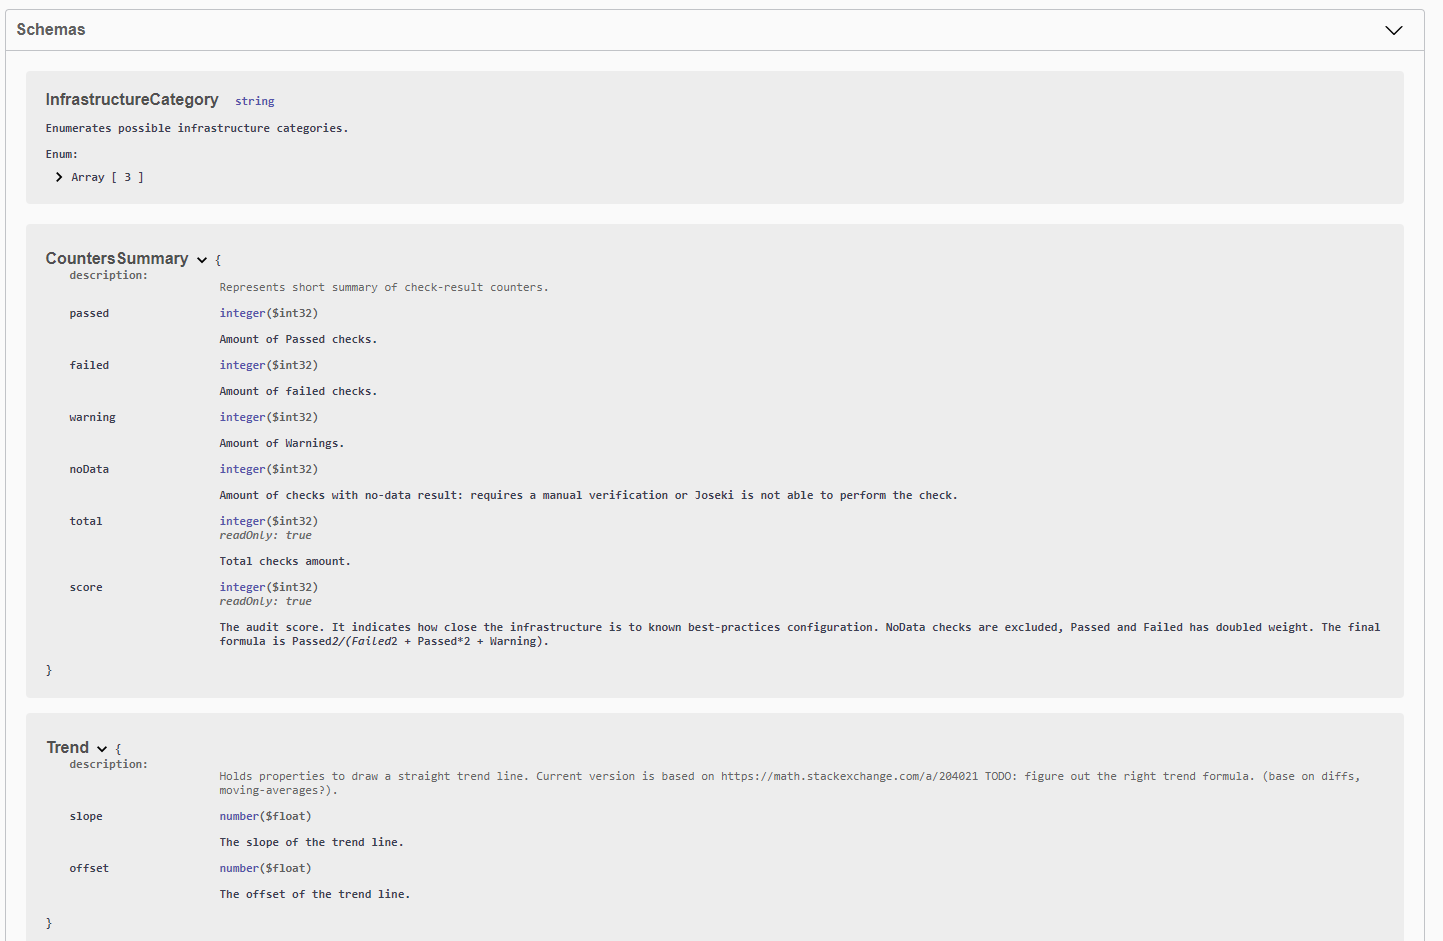 Schemas
InfrastructureCategory string
Enumerates possible infrastructure categories.
Enum:
Array [ 3 ]
CountersSummary {
description:
Represents short summary of check-result counters.
passed integer($int32)
Amount of Passed checks.
failed integer($int32)
Amount of failed checks.
warning integer($int32)
Amount of Warnings.
noData integer($int32)
Amount of checks with no-data result: requires a manual verification or Joseki is not able to perform the check.
total integer($int32)
readOnly: true
Total checks amount.
score integer($int32)
readOnly: true
The audit score. It indicates how close the infrastructure is to known best-practices configuration. NoData checks are excluded, Passed and Failed has doubled weight. The final
formula is Passed2/(Failed2 + Passed*2 + Warning).
}
Trend {
description:
Holds properties to draw a straight trend line. Current version is based on https://math.stackexchange.com/a/204021 TODO: figure out the right trend formula. (base on diffs,
moving-averages?).
slope number($float)
The slope of the trend line.
offset number($float)
The offset of the trend line.
}